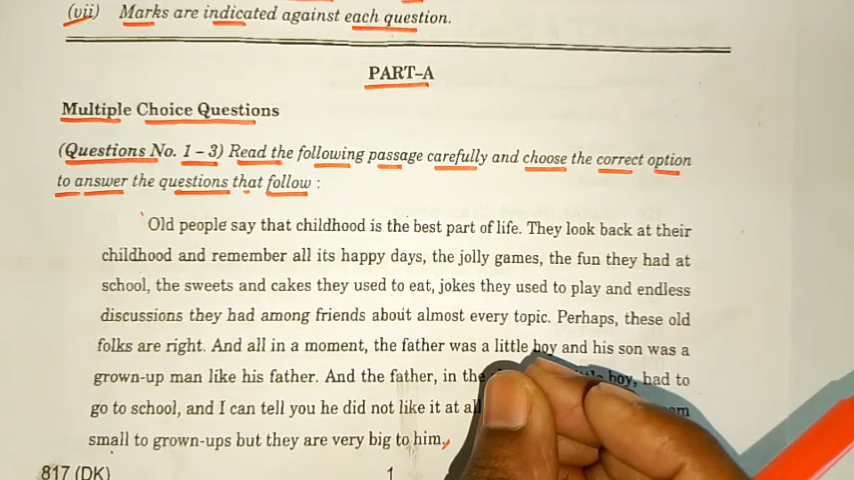 (vii) Marks are indicated against each question.
PART–A
Multiple Choice Questions
(Questions No. 1 – 3) Read the following passage carefully and choose the correct option
to answer the questions that follow :
Old people say that childhood is the best part of life. They look back at their
childhood and remember all its happy days, the jolly games, the fun they had at
school, the sweets and cakes they used to eat, jokes they used to play and endless
discussions they had among friends about almost every topic. Perhaps, these old
folks are right. And all in a moment, the father was a little boy and his son was a
grown-up man like his father. And the father, in the boy, had to
go to school, and I can tell you he did not like it at
small to grown-ups but they are very big to him.
817 (DK) 1